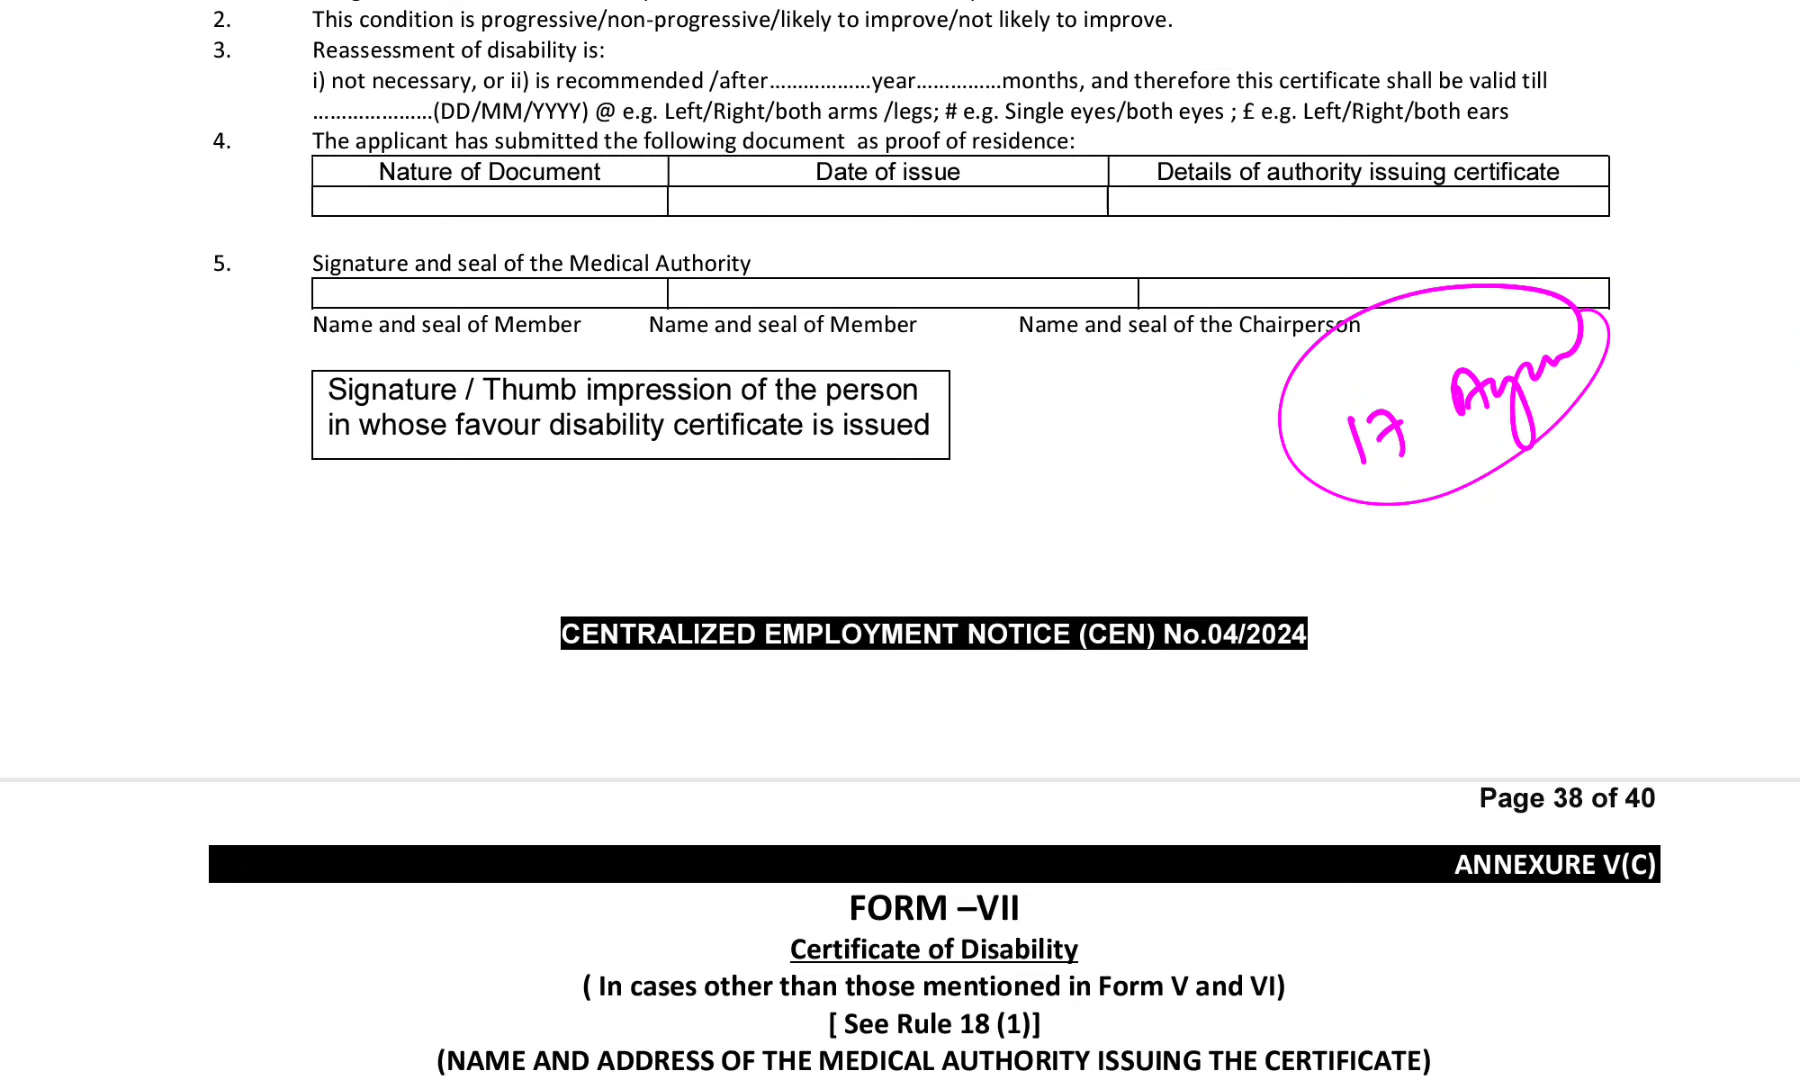 2. This condition is progressive/non-progressive/likely to improve/not likely to improve.
3. Reassessment of disability is:
i) not necessary, or ii) is recommended /after..................year...............months, and therefore this certificate shall be valid till
.....................(DD/MM/YYYY) @ e.g. Left/Right/both arms /legs; # e.g. Single eyes/both eyes ; £ e.g. Left/Right/both ears
4. The applicant has submitted the following document as proof of residence:
Nature of Document Date of issue Details of authority issuing certificate
5. Signature and seal of the Medical Authority
Name and seal of Member Name and seal of Member Name and seal of the Chairperson
Signature / Thumb impression of the person
in whose favour disability certificate is issued
17
CENTRALIZED EMPLOYMENT NOTICE (CEN) No.04/2024
Page 38 of 40
ANNEXURE V(C)
FORM –VII
Certificate of Disability
( In cases other than those mentioned in Form V and VI)
[ See Rule 18 (1)]
(NAME AND ADDRESS OF THE MEDICAL AUTHORITY ISSUING THE CERTIFICATE)